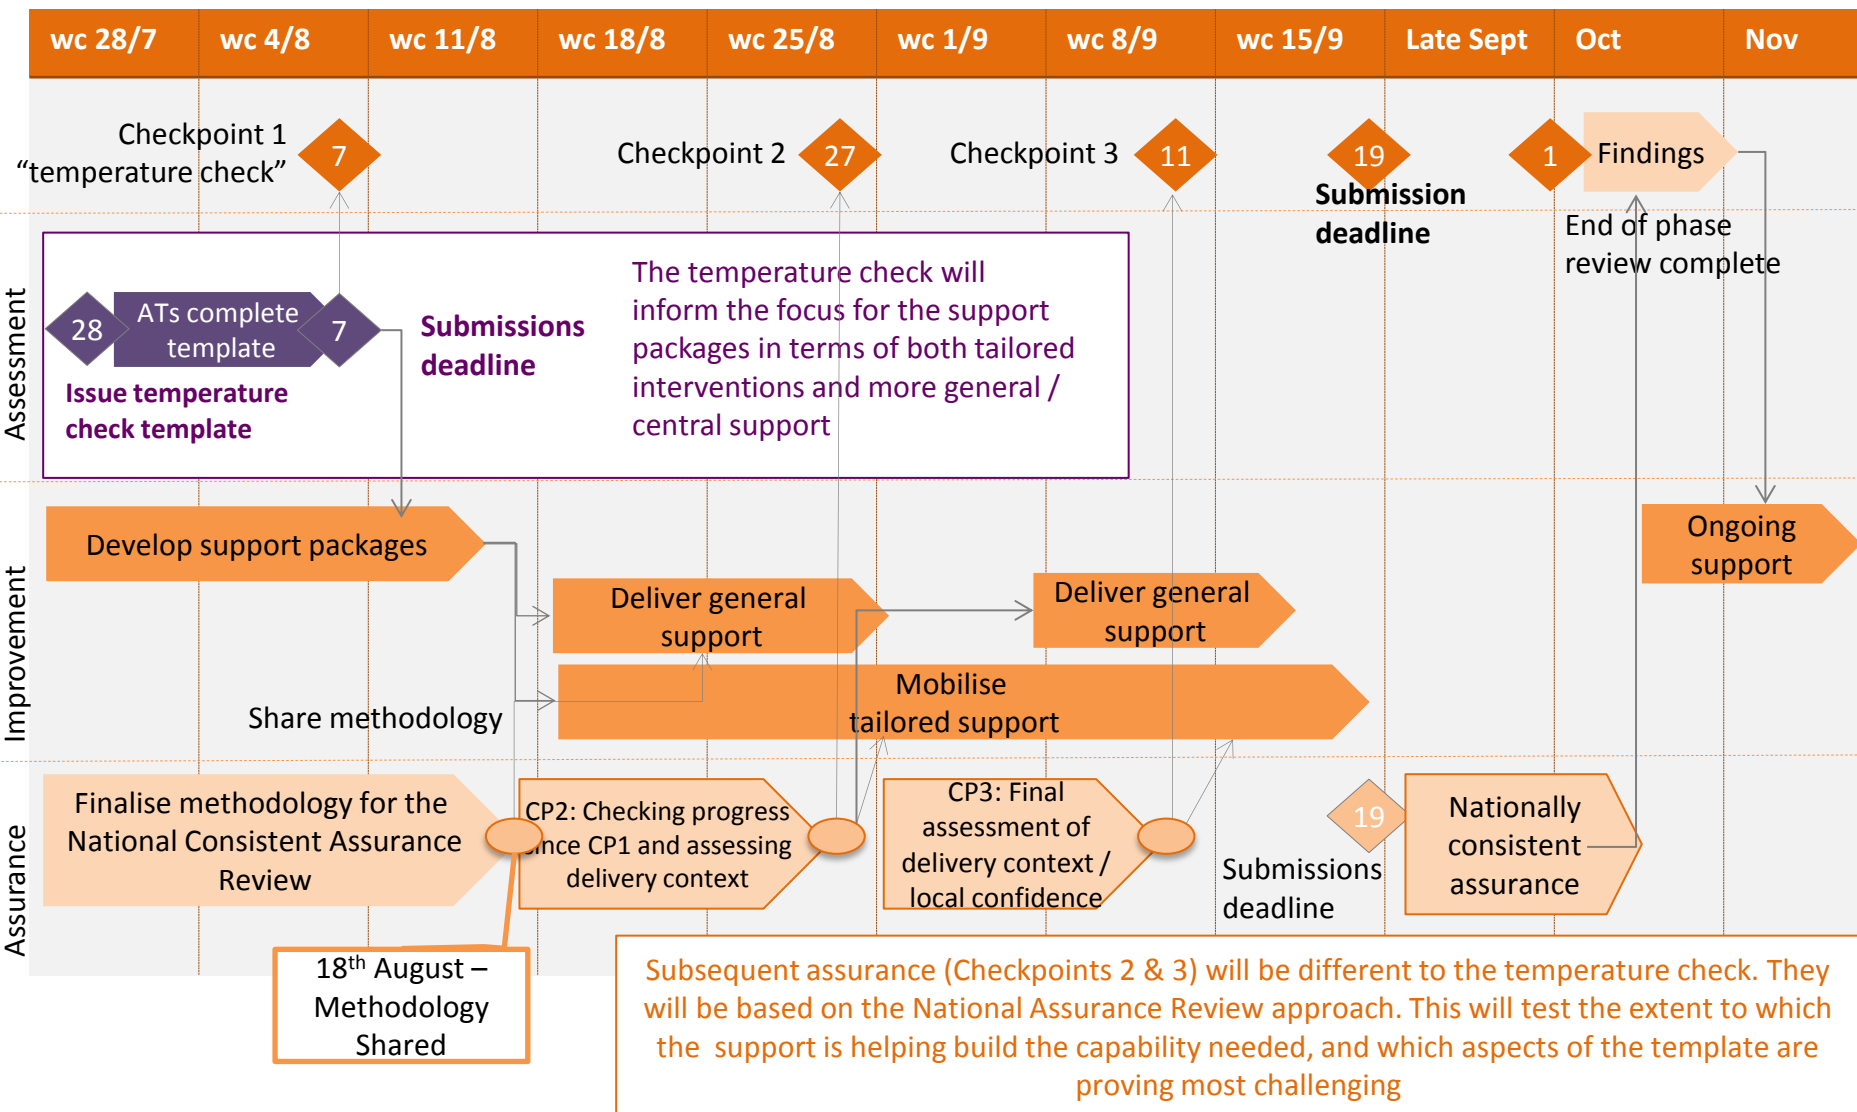 wc 28/7 wc 4/8 wc 11/8 wc 18/8 wc 25/8 wc 1/9 wc 8/9 wc 15/9 Late Sept Oct Nov
Checkpoint 1
“temperature check”
7
Checkpoint 2
27
Checkpoint 3
11
19
Submission
deadline
1
Findings
End of phase
review complete
Assessment
28
ATs complete
template
7
Issue temperature
check template
Submissions
deadline
The temperature check will
inform the focus for the support
packages in terms of both tailored
interventions and more general /
central support
Improvement
Develop support packages
Deliver general
support
Deliver general
support
Ongoing
support
Mobilise
tailored support
Share methodology
Assurance
Finalise methodology for the
National Consistent Assurance
Review
CP2: Checking progress
since CP1 and assessing
delivery context
CP3: Final
assessment of
delivery context /
local confidence
19
Submissions
deadline
Nationally
consistent
assurance
18th August –
Methodology
Shared
Subsequent assurance (Checkpoints 2 & 3) will be different to the temperature check. They
will be based on the National Assurance Review approach. This will test the extent to which
the support is helping build the capability needed, and which aspects of the template are
proving most challenging